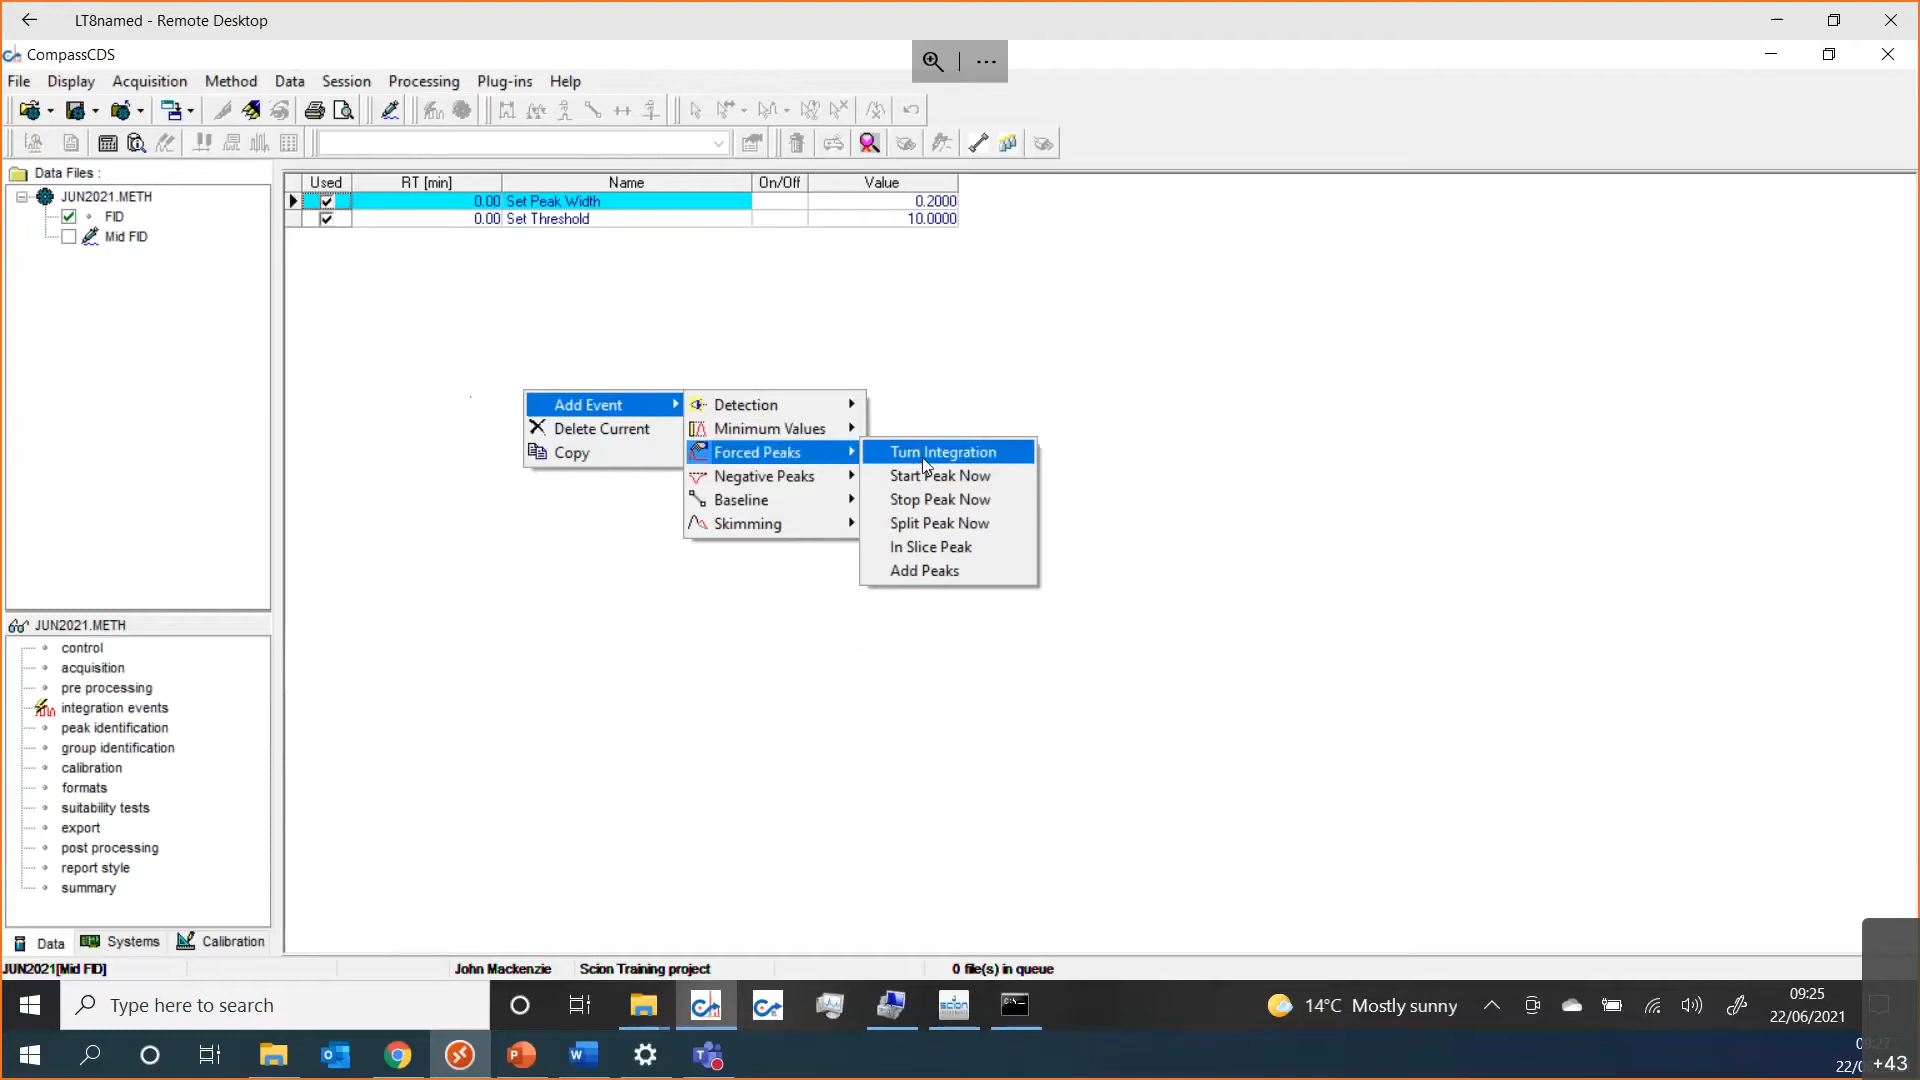 LT8named - Remote Desktop
CompassCDS
File Display Acquisition Method Data Session Processing Plug-ins Help
Data Files :
JUN2021.METH
FID
Mid FID
Used RT [min] Name On/Off Value
0.00 Set Peak Width 0.2000
0.00 Set Threshold 10.0000
Add Event
Delete Current
Copy
Detection
Minimum Values
Forced Peaks
Negative Peaks
Baseline
Skimming
Turn Integration
Start Peak Now
Stop Peak Now
Split Peak Now
In Slice Peak
Add Peaks
JUN2021.METH
control
acquisition
pre processing
integration events
peak identification
group identification
calibration
formats
suitability tests
export
post processing
report style
summary
Data Systems Calibration
JUN2021[Mid FID] John Mackenzie Scion Training project 0 file(s) in queue
Type here to search
scion
14°C Mostly sunny
09:25
22/06/2021
+43